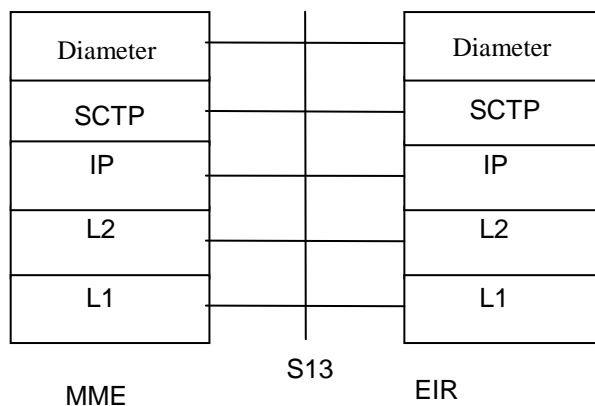 Diameter Diameter
SCTP SCTP
IP IP
L2 L2
L1 L1
S13
MME EIR